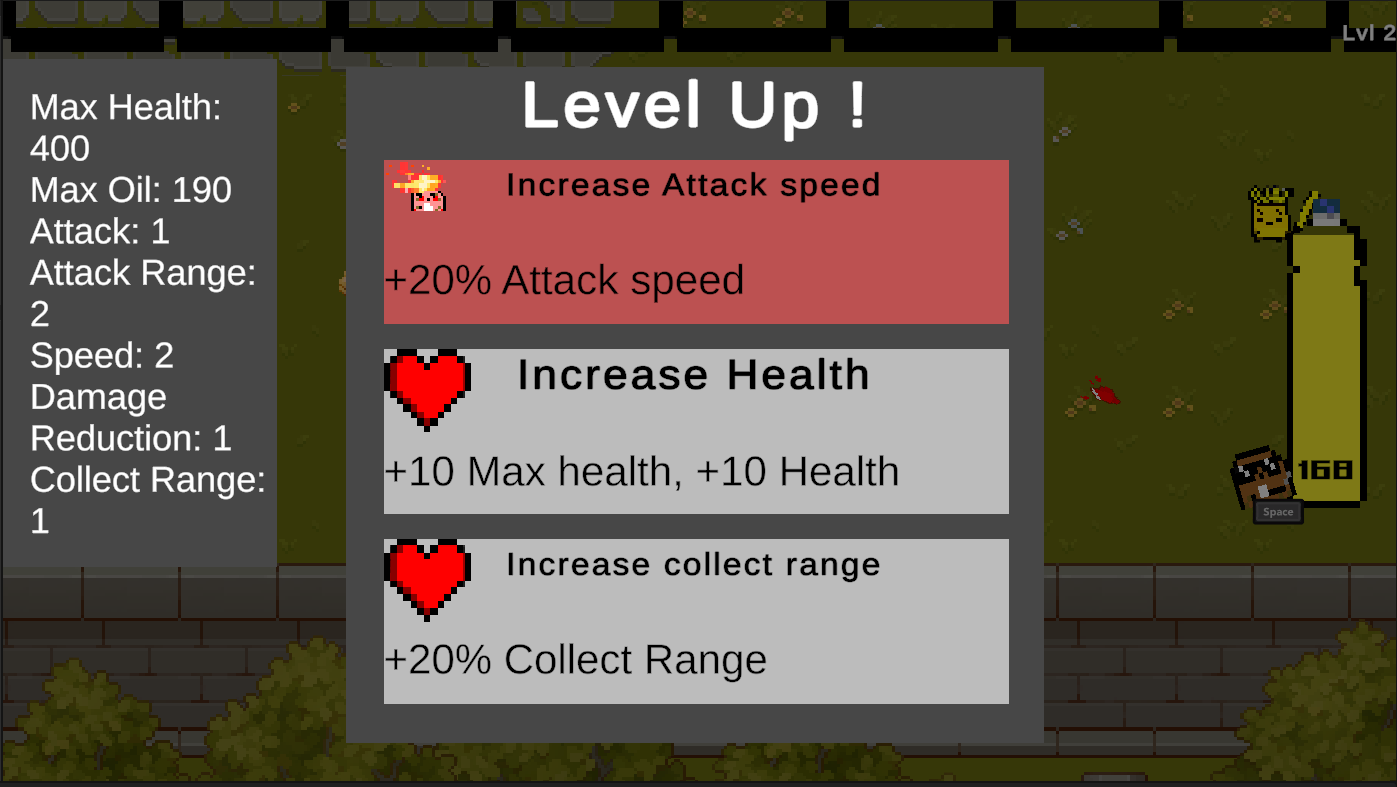 Lvl 2
Max Health:
400
Max Oil: 190
Attack: 1
Attack Range:
2
Speed: 2
Damage
Reduction: 1
Collect Range:
1
Level Up !
Increase Attack speed
+20% Attack speed
Increase Health
+10 Max health, +10 Health
Increase collect range
+20% Collect Range
168
Space